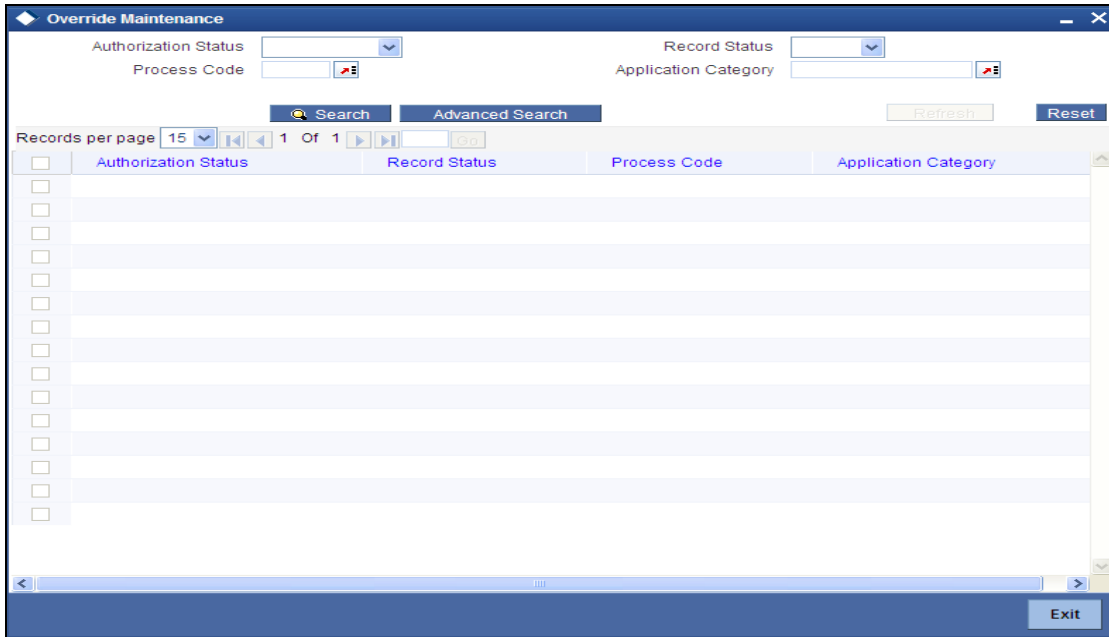 Override Maintenance
Authorization Status Record Status
Process Code Application Category
Search Advanced Search Refresh Reset
Records per page 15 1 Of 1 Go
Authorization Status Record Status Process Code Application Category
Exit